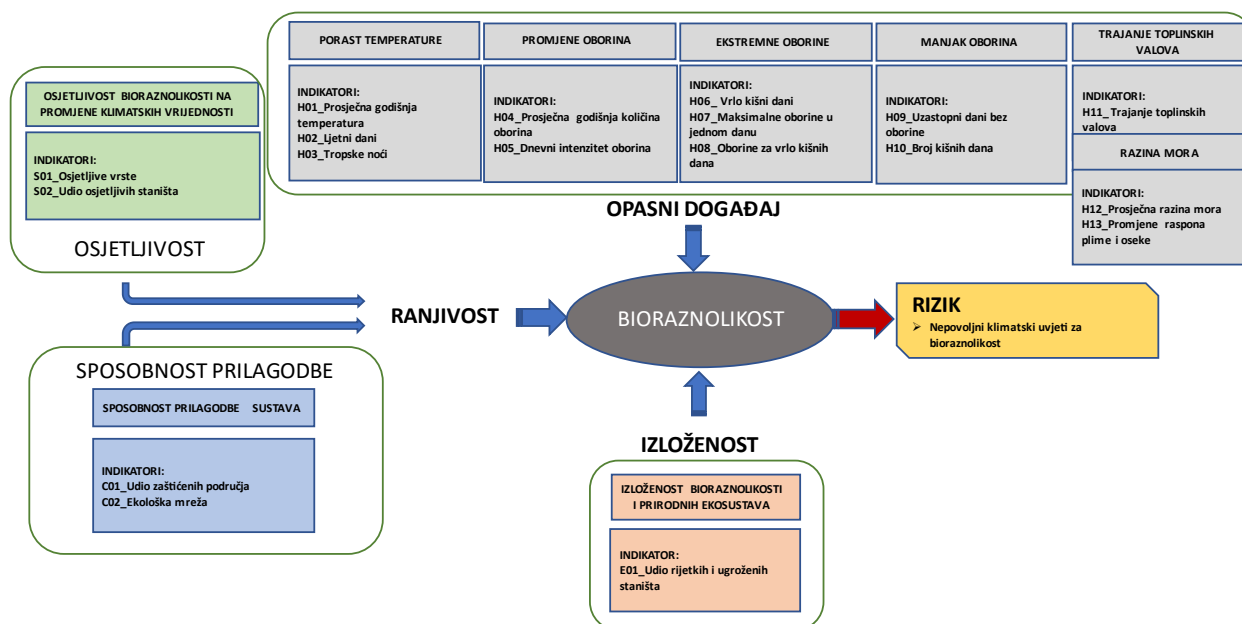 PORAST TEMPERATURE
INDIKATORI:
H01_Prosječna godišnja
temperatura
H02_Ljetni dani
H03_Tropske noći
PROMJENE OBORINA
INDIKATORI:
H04_Prosječna godišnja količina
oborina
H05_Dnevni intenzitet oborina
EKSTREMNE OBORINE
INDIKATORI:
H06_ Vrlo kišni dani
H07_Maksimalne oborine u
jednom danu
H08_Oborine za vrlo kišnih
dana
MANJAK OBORINA
INDIKATORI:
H09_Uzastopni dani bez
oborine
H10_Broj kišnih dana
TRAJANJE TOPLINSKIH
VALOVA
INDIKATORI:
H11_Trajanje toplinskih
valova
RAZINA MORA
INDIKATORI:
H12_Prosječna razina mora
H13_Promjene raspona
plime i oseke
OPASNI DOGAĐAJ
OSJETLJIVOST BIORAZNOLIKOSTI NA
PROMJENE KLIMATSKIH VRIJEDNOSTI
INDIKATORI:
S01_Osjetljive vrste
S02_Udio osjetljivih staništa
OSJETLJIVOST
RANJIVOST
BIORAZNOLIKOST
RIZIK
➢ Nepovoljni klimatski uvjeti za
bioraznolikost
SPOSOBNOST PRILAGODBE
SPOSOBNOST PRILAGODBE SUSTAVA
INDIKATORI:
C01_Udio zaštićenih područja
C02_Ekološka mreža
IZLOŽENOST
IZLOŽENOST BIORAZNOLIKOSTI
I PRIRODNIH EKOSUSTAVA
INDIKATOR:
E01_Udio rijetkih i ugroženih
staništa